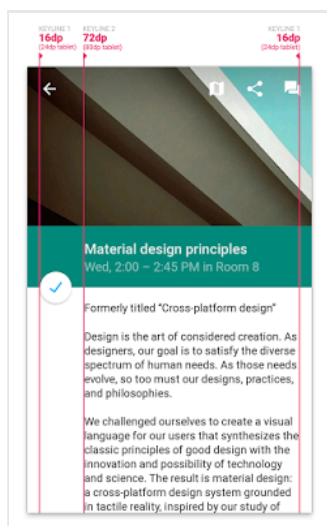 KEYLINE 1 KEYLINE 2 KEYLINE 1
16dp 72dp 16dp
(24dp tablet) (80dp tablet) (24dp tablet)
Material design principles
Wed, 2:00 – 2:45 PM in Room 8
Formerly titled "Cross-platform design"
Design is the art of considered creation. As
designers, our goal is to satisfy the diverse
spectrum of human needs. As those needs
evolve, so too must our designs, practices,
and philosophies.
We challenged ourselves to create a visual
language for our users that synthesizes the
classic principles of good design with the
innovation and possibility of technology
and science. The result is material design:
a cross-platform design system grounded
in tactile reality, inspired by our study of